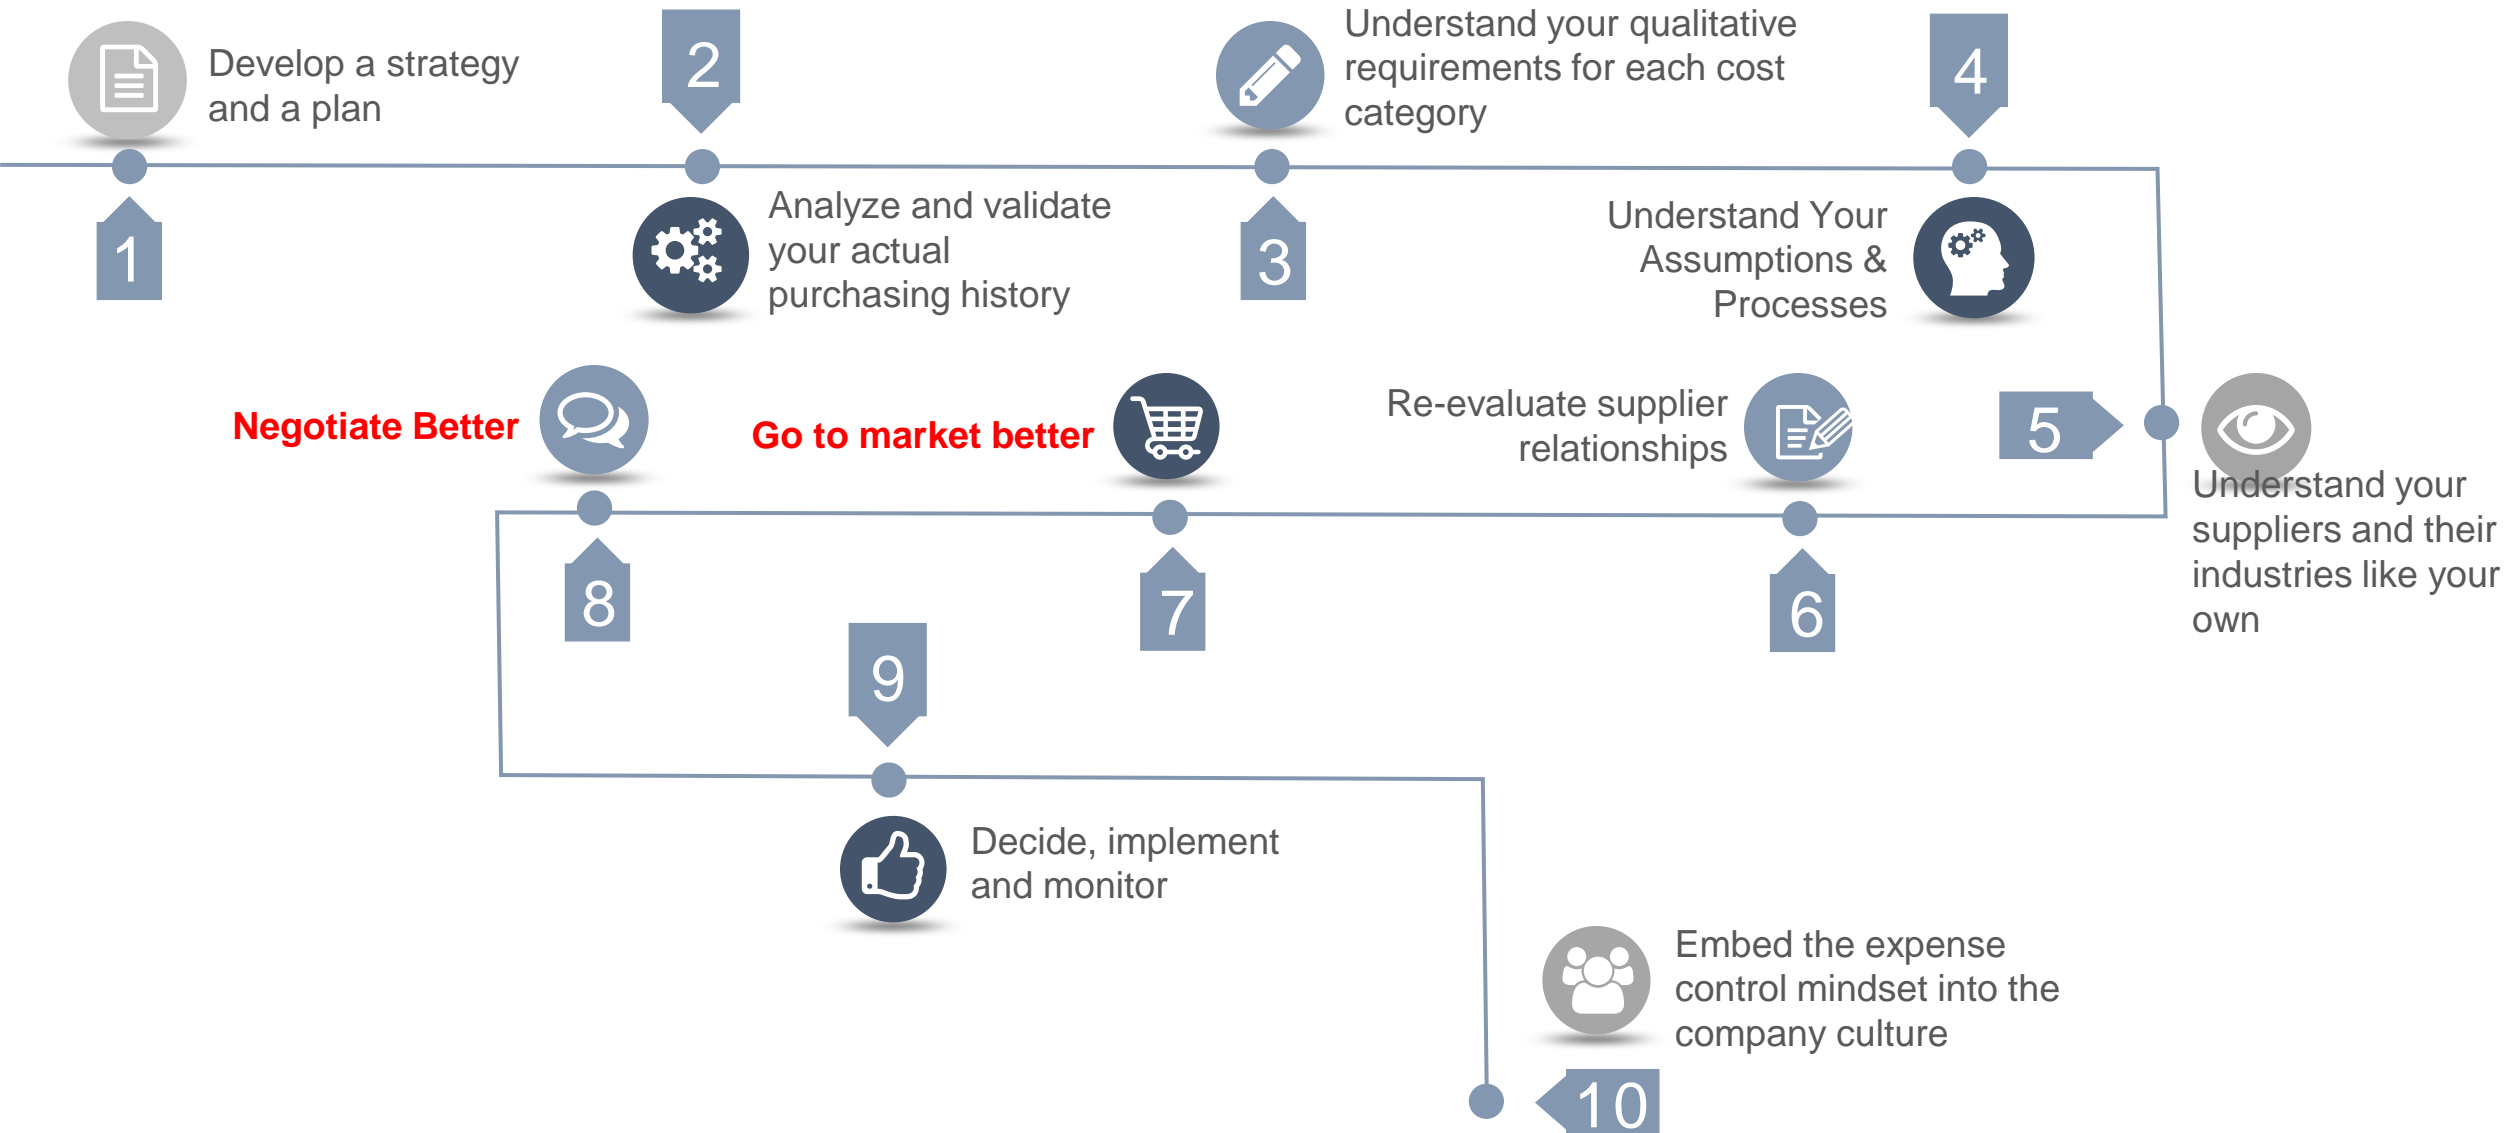 1
Develop a strategy
and a plan
2
Analyze and validate
your actual
purchasing history
3
Understand your qualitative
requirements for each cost
category
4
Understand Your
Assumptions &
Processes
5
Understand your
suppliers and their
industries like your
own
6
Re-evaluate supplier
relationships
7
Go to market better
8
Negotiate Better
9
Decide, implement
and monitor
10
Embed the expense
control mindset into the
company culture